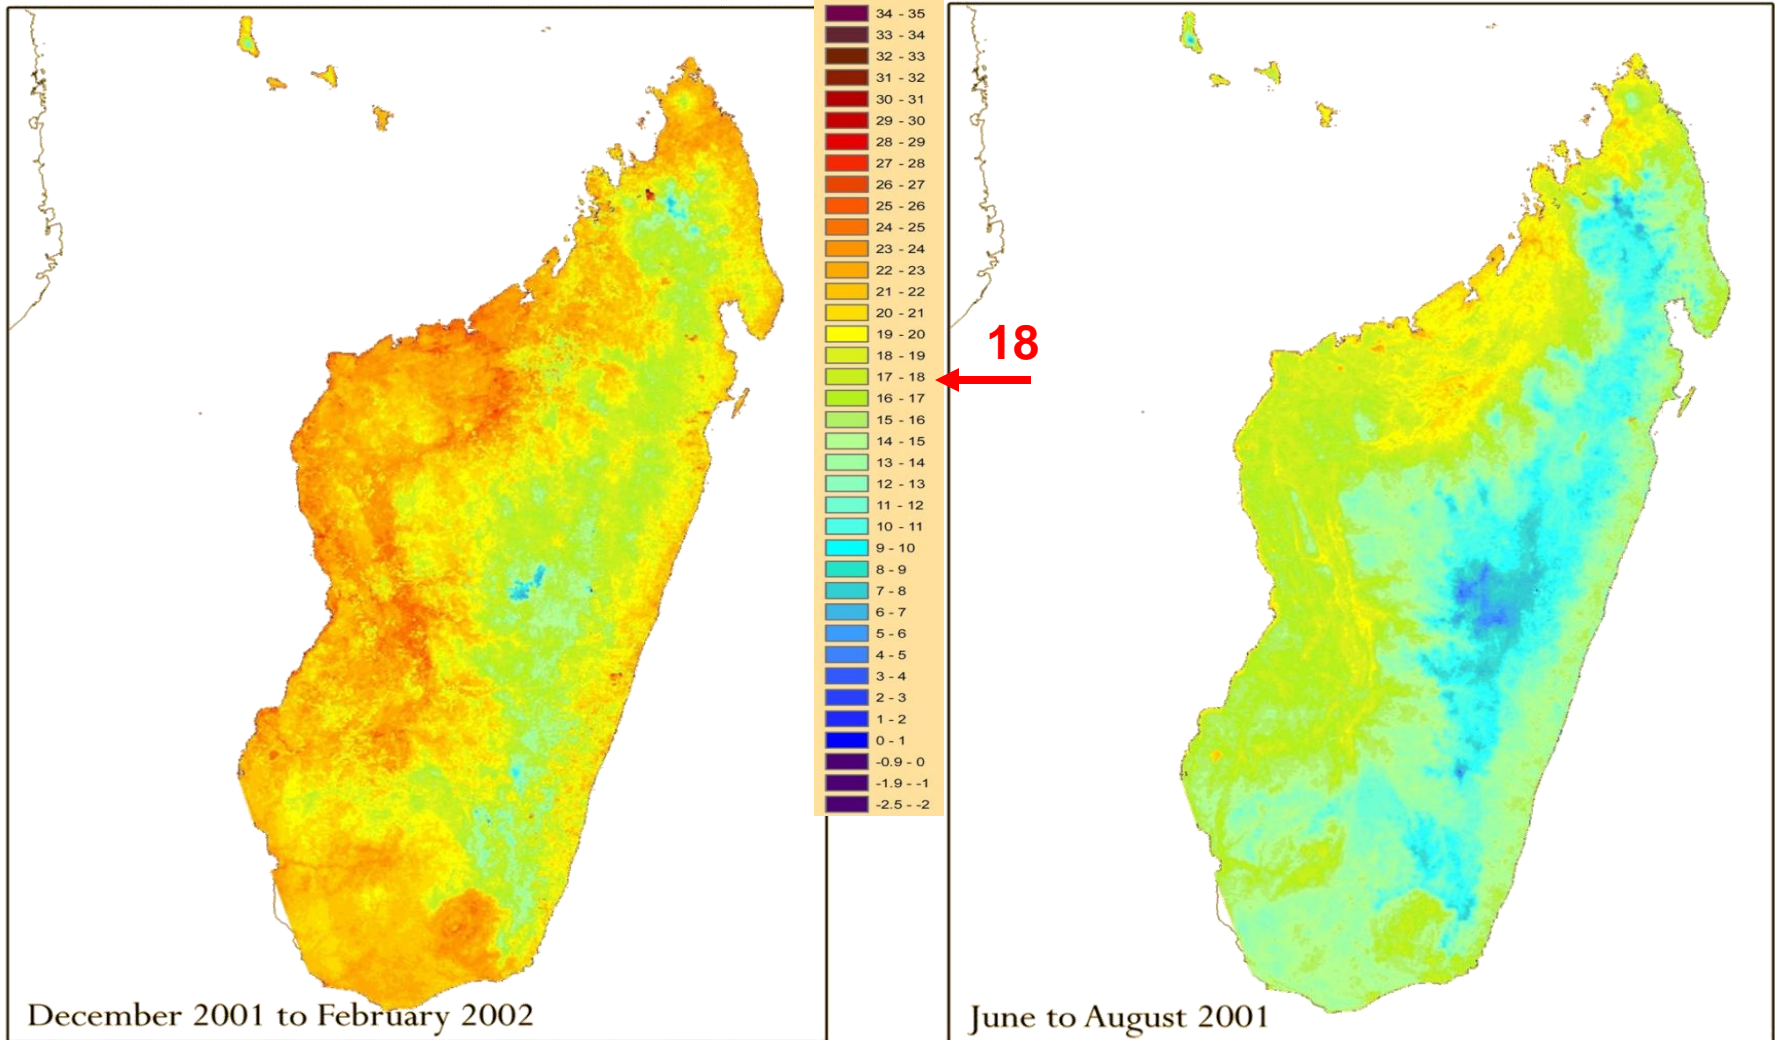 34 - 35
33 - 34
32 - 33
31 - 32
30 - 31
29 - 30
28 - 29
27 - 28
26 - 27
25 - 26
24 - 25
23 - 24
22 - 23
21 - 22
20 - 21
19 - 20
18 - 19
17 - 18
16 - 17
15 - 16
14 - 15
13 - 14
12 - 13
11 - 12
10 - 11
9 - 10
8 - 9
7 - 8
6 - 7
5 - 6
4 - 5
3 - 4
2 - 3
1 - 2
0 - 1
-0.9 - 0
-1.9 - -1
-2.5 - -2
18
December 2001 to February 2002
June to August 2001